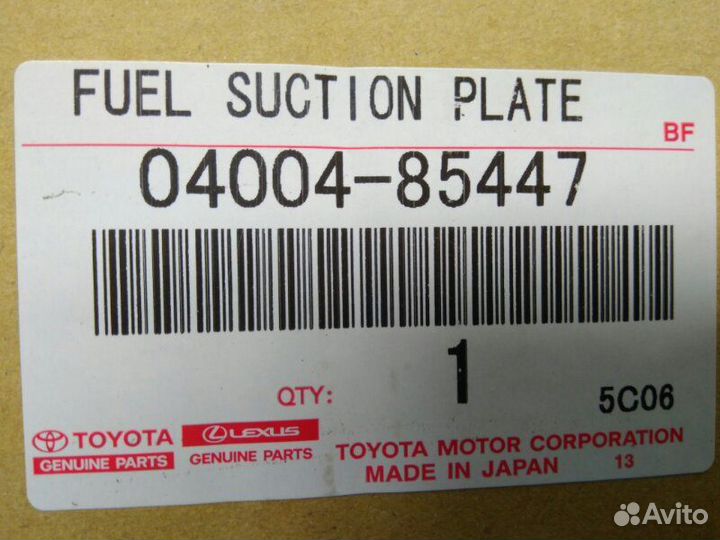 FUEL SUCTION PLATE
BF
04004-85447
1
QTY:
5C06
TOYOTA
GENUINE PARTS
LEXUS
GENUINE PARTS
TOYOTA MOTOR CORPORATION
MADE IN JAPAN 13
Avito